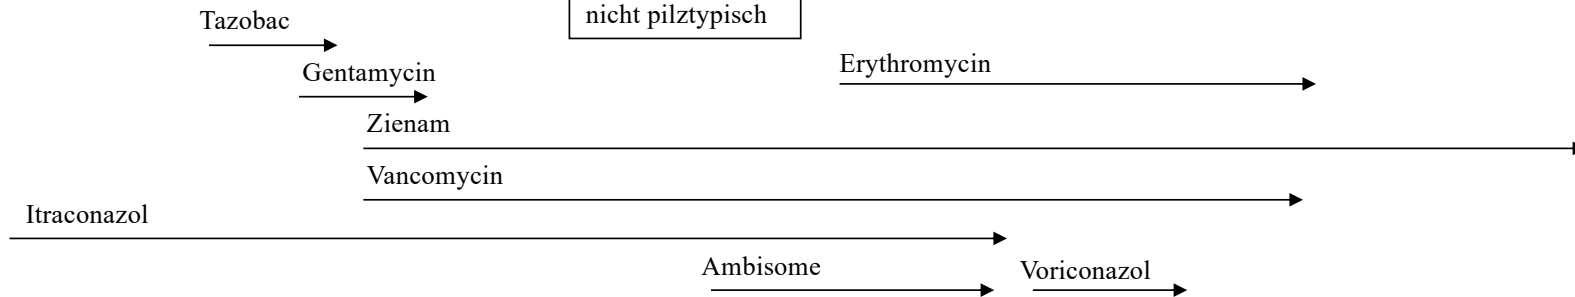 nicht pilztypisch
Tazobac
Erythromycin
Gentamycin
Zienam
Vancomycin
Itraconazol
Ambisome
Voriconazol